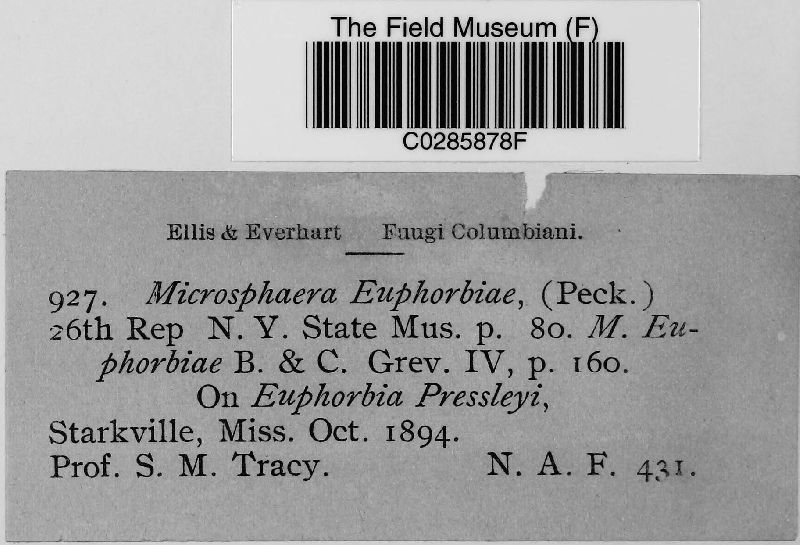 The Field Museum (F)
C0285878F
Ellis & Everhart Fungi Columbiani.
927. Microsphaera Euphorbiae, (Peck.)
26th Rep N. Y. State Mus. p. 80. M. Eu-
phorbiae B. & C. Grev. IV, p. 160.
On Euphorbia Pressleyi,
Starkville, Miss. Oct. 1894.
Prof. S. M. Tracy. N. A. F. 431.